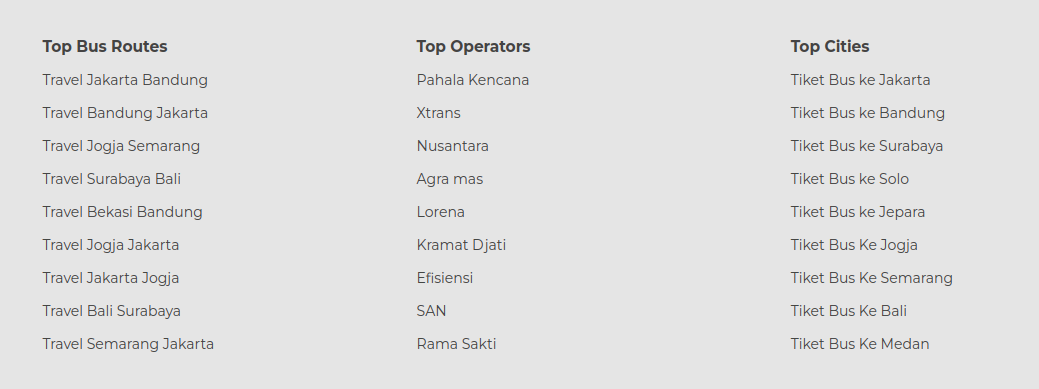 Top Bus Routes
Travel Jakarta Bandung
Travel Bandung Jakarta
Travel Jogja Semarang
Travel Surabaya Bali
Travel Bekasi Bandung
Travel Jogja Jakarta
Travel Jakarta Jogja
Travel Bali Surabaya
Travel Semarang Jakarta
Top Operators
Pahala Kencana
Xtrans
Nusantara
Agra mas
Lorena
Kramat Djati
Efisiensi
SAN
Rama Sakti
Top Cities
Tiket Bus ke Jakarta
Tiket Bus ke Bandung
Tiket Bus ke Surabaya
Tiket Bus ke Solo
Tiket Bus ke Jepara
Tiket Bus Ke Jogja
Tiket Bus Ke Semarang
Tiket Bus Ke Bali
Tiket Bus Ke Medan